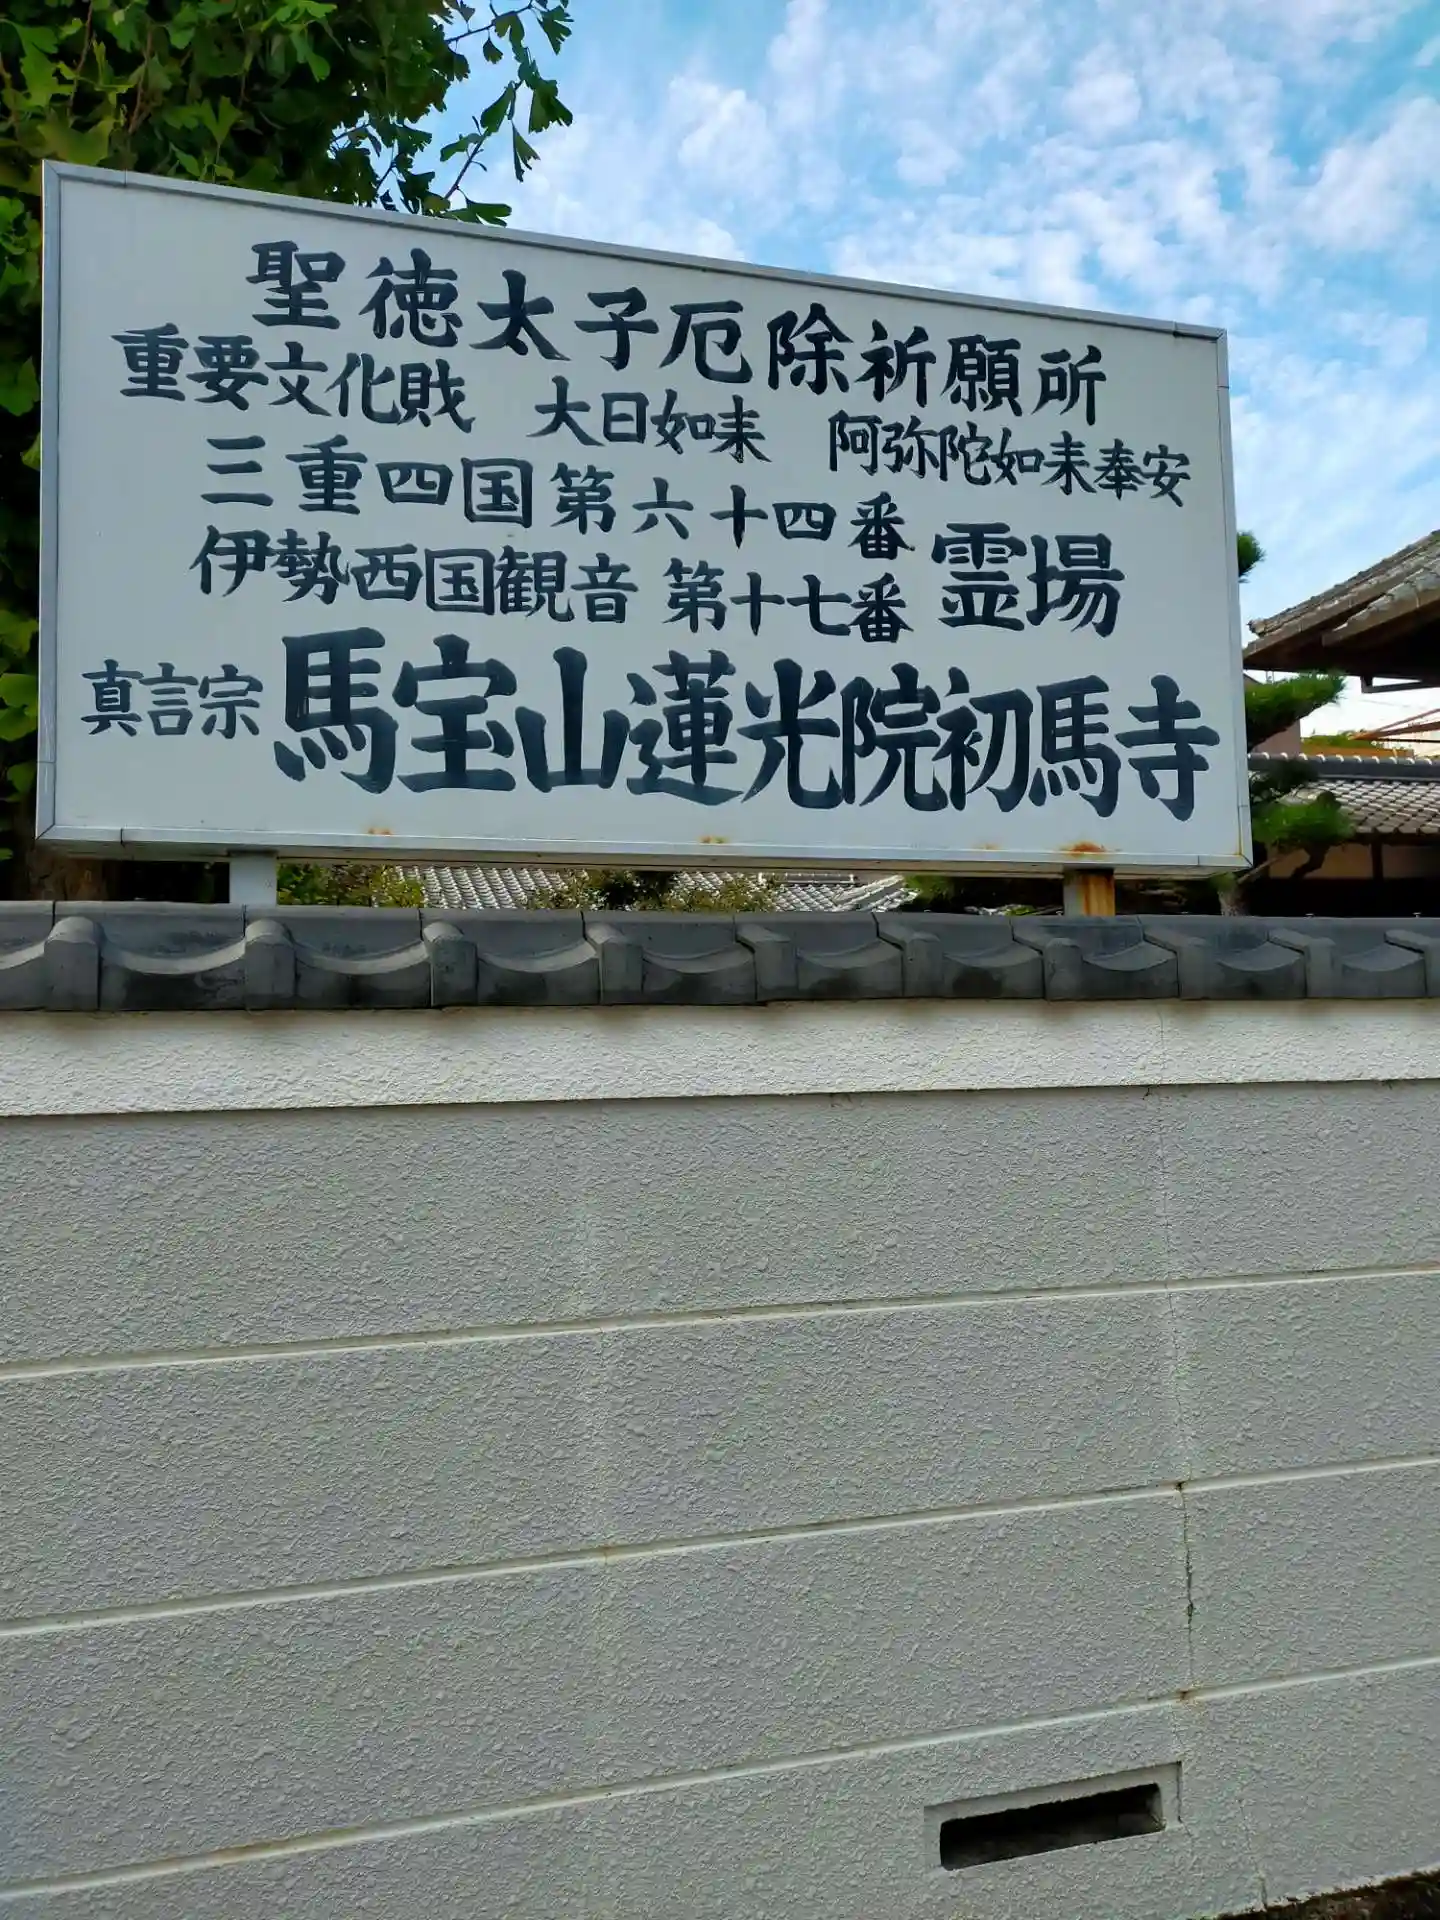 聖徳太子厄除祈願所
重要文化財 大日如来 阿弥陀如来奉安
三重四国第六十四番
伊勢西国観音第十七番 霊場
真言宗 馬宝山蓮光院初馬寺